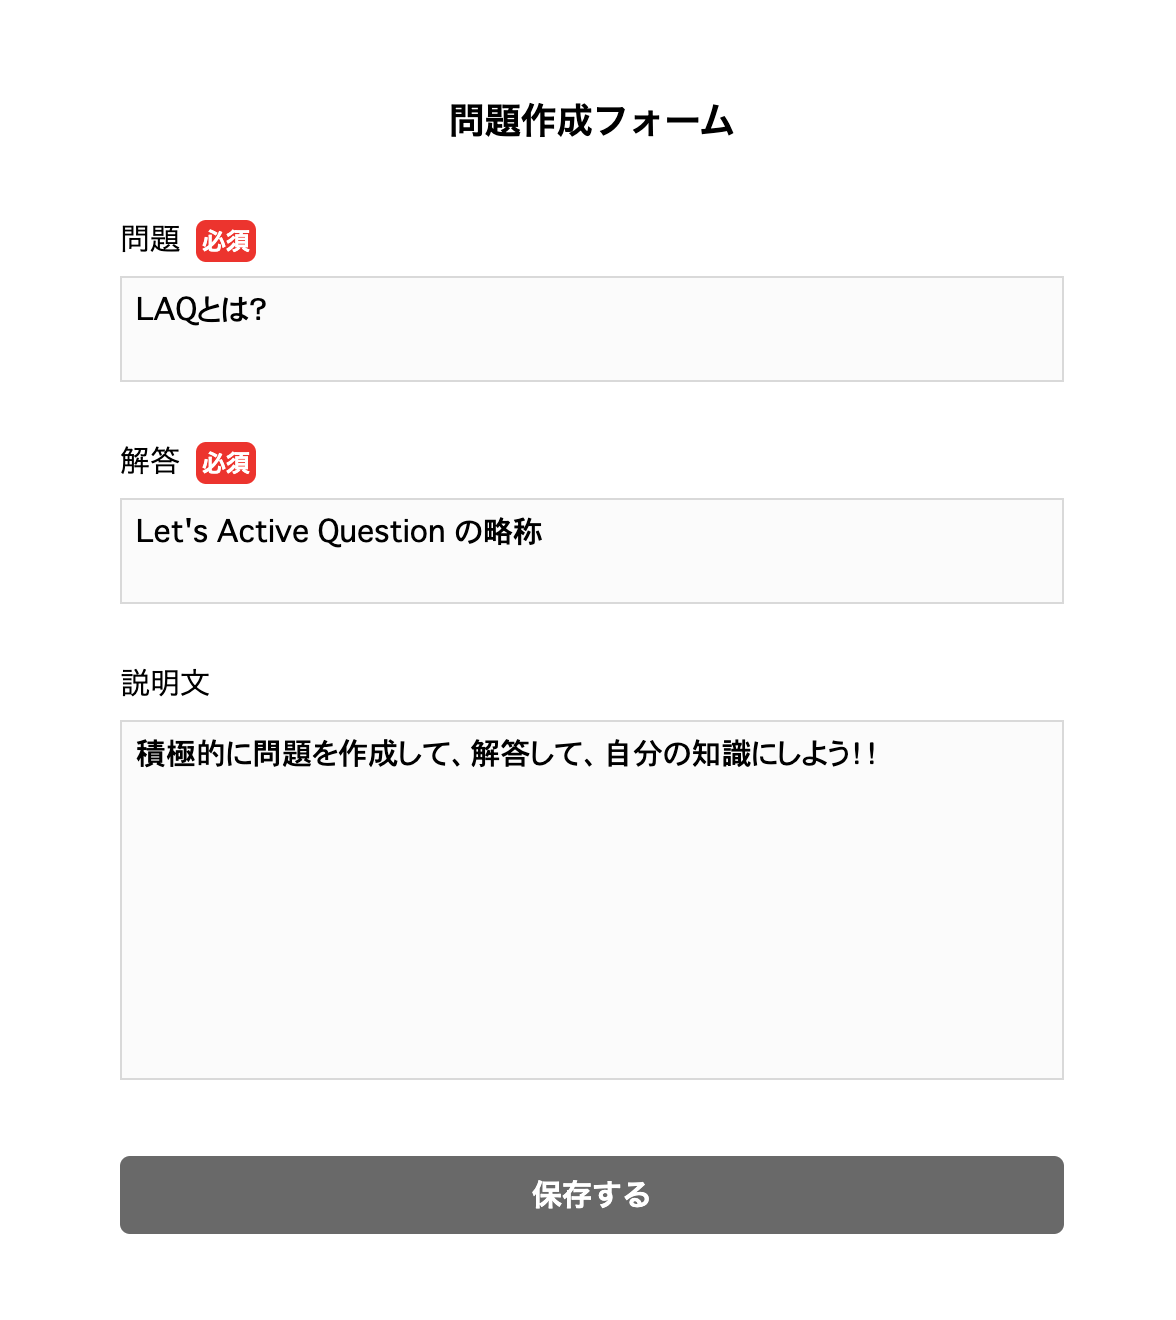 問題作成フォーム
問題 必須
LAQとは?
解答 必須
Let's Active Question の略称
説明文
積極的に問題を作成して、解答して、自分の知識にしよう!!
保存する